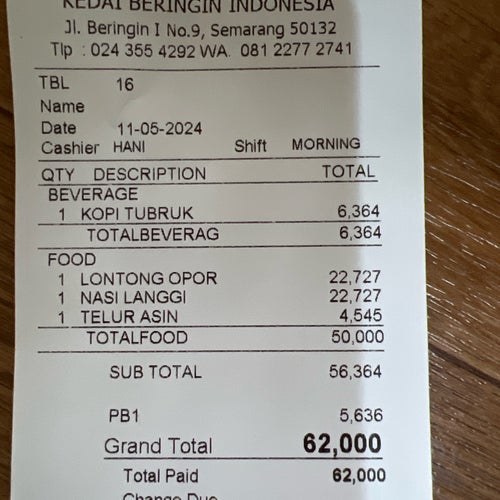 KEDAI BERINGIN INDONESIA
Jl. Beringin I No.9, Semarang 50132
Tlp : 024 355 4292 WA. 081 2277 2741
TBL 16
Name
Date 11-05-2024
Cashier HANI Shift MORNING
QTY DESCRIPTION TOTAL
BEVERAGE
1 KOPI TUBRUK 6,364
TOTALBEVERAG 6,364
FOOD
1 LONTONG OPOR 22,727
1 NASI LANGGI 22,727
1 TELUR ASIN 4,545
TOTALFOOD 50,000
SUB TOTAL 56,364
PB1 5,636
Grand Total 62,000
Total Paid 62,000
Change Due